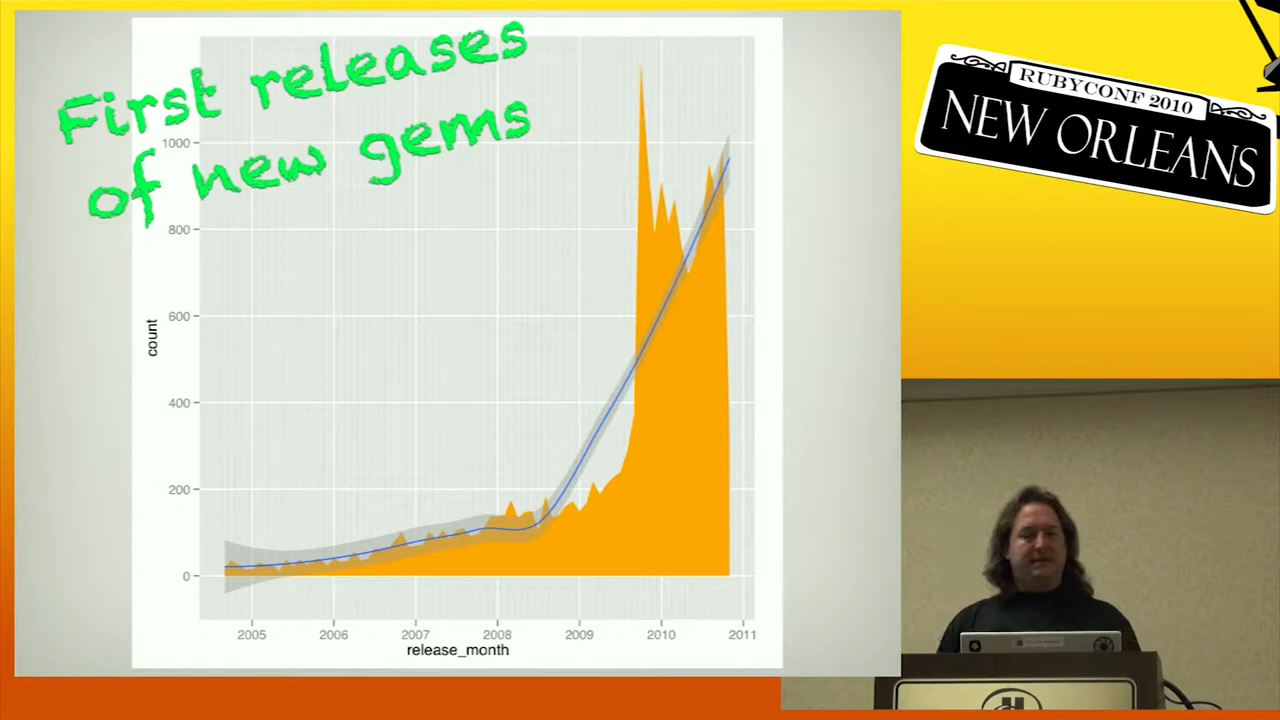 First releases
of new gems
1000
800
600
400
200
0
count
2005 2006 2007 2008 2009 2010 2011
release_month
RUBYCONF 2010
NEW ORLEANS
H